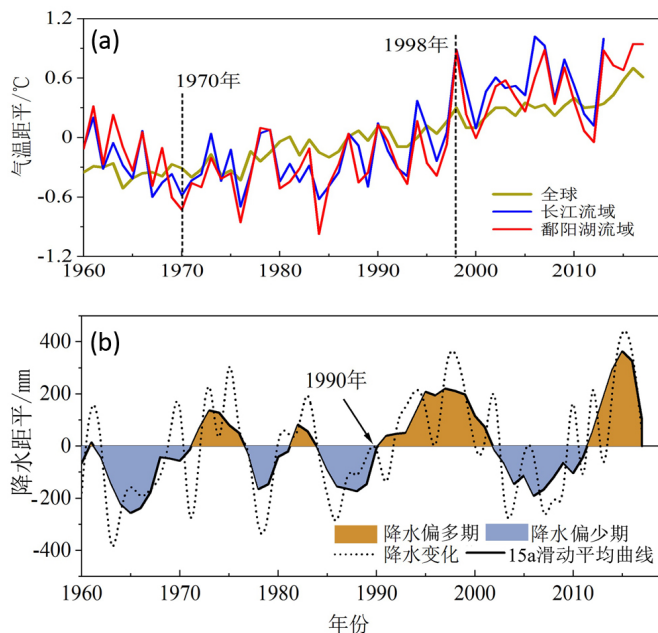 (a)
1.2
0.6
0
-0.6
-1.2
气温距平/℃
1970年
1998年
全球
长江流域
鄱阳湖流域
1960 1970 1980 1990 2000 2010
(b)
400
200
0
-200
-400
降水距平/mm
1990年
降水偏多期 降水偏少期
降水变化 15a滑动平均曲线
1960 1970 1980 1990 2000 2010
年份